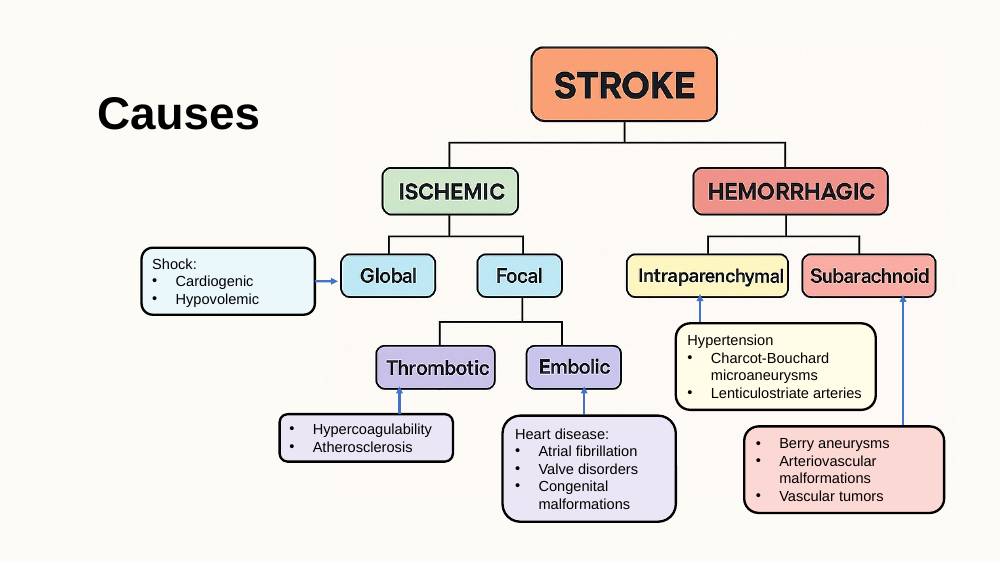 Causes
STROKE
ISCHEMIC
HEMORRHAGIC
Global
Focal
Intraparenchymal
Subarachnoid
Shock:
• Cardiogenic
• Hypovolemic
Thrombotic
Embolic
Hypertension
• Charcot-Bouchard
microaneurysms
• Lenticulostriate arteries
• Hypercoagulability
• Atherosclerosis
Heart disease:
• Atrial fibrillation
• Valve disorders
• Congenital
malformations
• Berry aneurysms
• Arteriovascular
malformations
• Vascular tumors